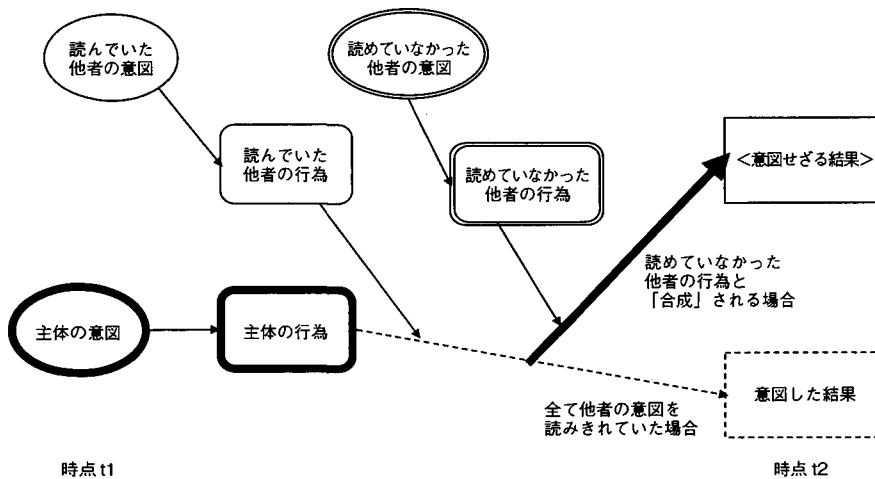 読んでいた
他者の意図
読めていなかった
他者の意図
読んでいた
他者の行為
読めていなかった
他者の行為
＜意図せざる結果＞
読めていなかった
他者の行為と
「合成」される場合
主体の意図
主体の行為
意図した結果
全て他者の意図を
読みきれていた場合
時点 t1
時点 t2